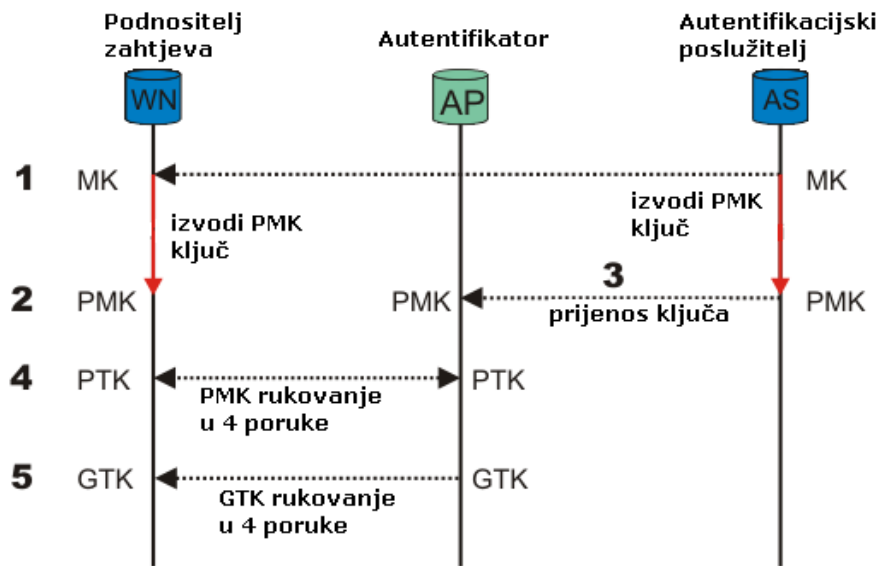 Podnositelj
zahtjeva
Autentifikator
Autentifikacijski
poslužitelj
WN
AP
AS
1
MK
MK
izvodi PMK
ključ
izvodi PMK
ključ
2
PMK
PMK
3
prijenos ključa
PMK
4
PTK
PTK
PMK rukovanje
u 4 poruke
5
GTK
GTK
GTK rukovanje
u 4 poruke